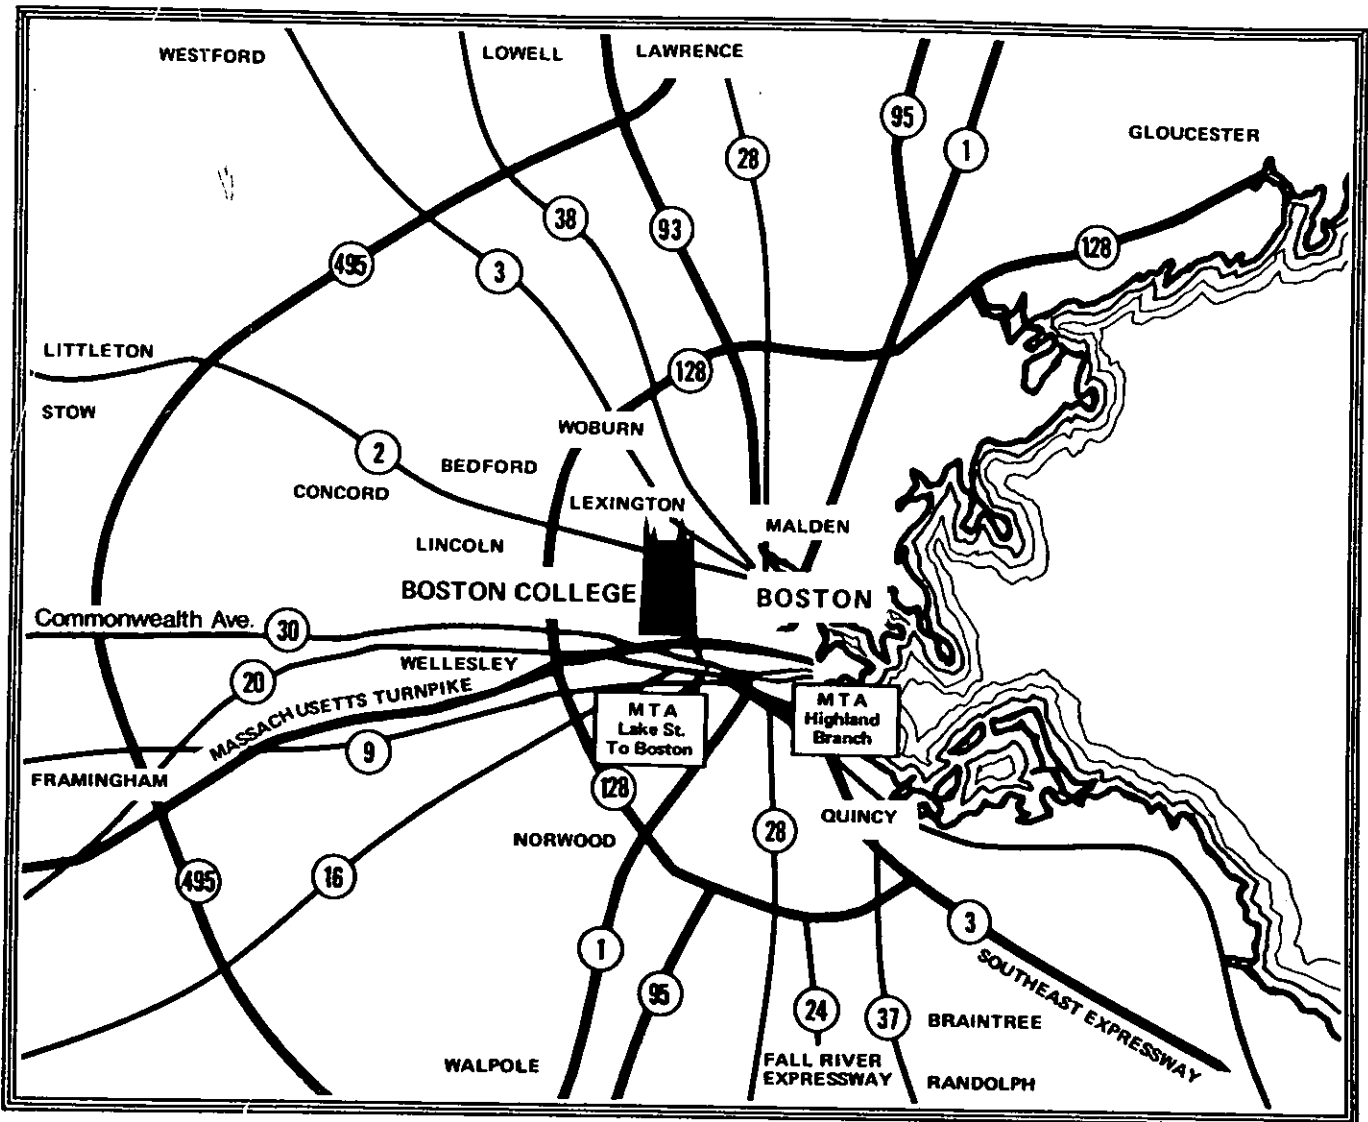 WESTFORD
LOWELL
LAWRENCE
95
1
GLOUCESTER
28
38
93
128
495
3
LITTLETON
128
STOW
WOBURN
2
BEDFORD
CONCORD
LEXINGTON
MALDEN
LINCOLN
BOSTON COLLEGE
BOSTON
Commonwealth Ave.
30
WELLESLEY
20
MASSACHUSETTS TURNPIKE
MTA
Lake St.
To Boston
MTA
Highland
Branch
9
FRAMINGHAM
128
QUINCY
28
NORWOOD
16
495
3
1
SOUTHEAST EXPRESSWAY
95
24
37
BRAINTREE
WALPOLE
FALL RIVER
EXPRESSWAY
RANDOLPH